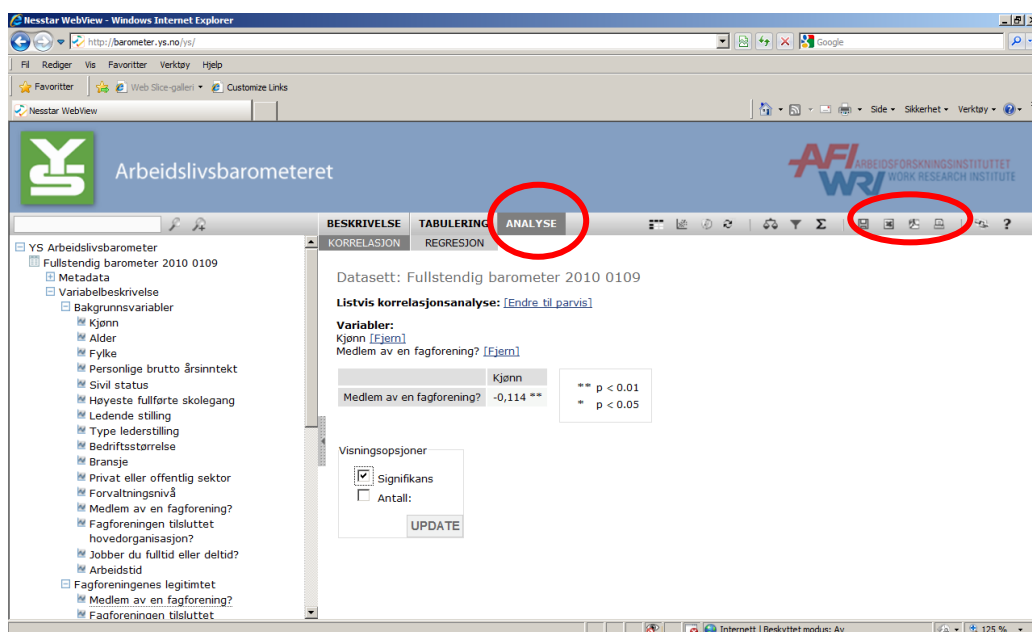 Nesstar WebView - Windows Internet Explorer
http://barometer.ys.no/ys/
Google
Fil Rediger Vis Favoritter Verktøy Hjelp
Favoritter Web Slice-galleri Customize Links
Nesstar WebView
Side Sikkerhet Verktøy
YS
Arbeidslivsbarometeret
AFI ARBEIDSFORSKNINGSINSTITUTTET
WRI WORK RESEARCH INSTITUTE
BESKRIVELSE TABULERING ANALYSE
KORRELASJON REGRESJON
YS Arbeidslivsbarometer
Fullstendig barometer 2010 0109
Metadata
Variabelbeskrivelse
Bakgrunnsvariabler
Kjønn
Alder
Fylke
Personlige brutto årsinntekt
Sivil status
Høyeste fullførte skolegang
Ledende stilling
Type lederstilling
Bedriftsstørrelse
Bransje
Privat eller offentlig sektor
Forvaltningsnivå
Medlem av en fagforening?
Fagforeningen tilsluttet
hovedorganisasjon?
Jobber du fulltid eller deltid?
Arbeidstid
Fagforeningenes legitimtet
Medlem av en fagforening?
Fagforeningen tilsluttet
Datasett: Fullstendig barometer 2010 0109
Listvis korrelasjonsanalyse: [Endre til parvis]
Variabler:
Kjønn [Fjern]
Medlem av en fagforening? [Fjern]
Kjønn
Medlem av en fagforening? -0,114 **
** p < 0.01
* p < 0.05
Visningsopsjoner
Signifikans
Antall:
UPDATE
Internett | Beskyttet modus: Av
125 %